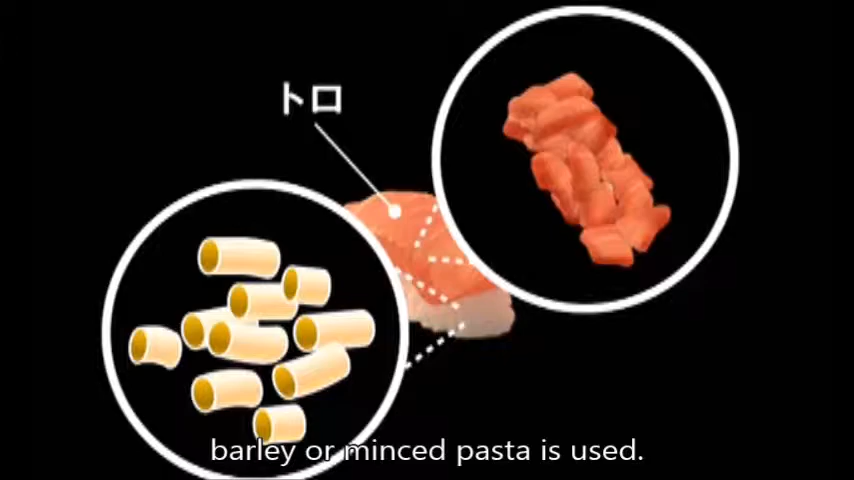 トロ
barley or minced pasta is used.